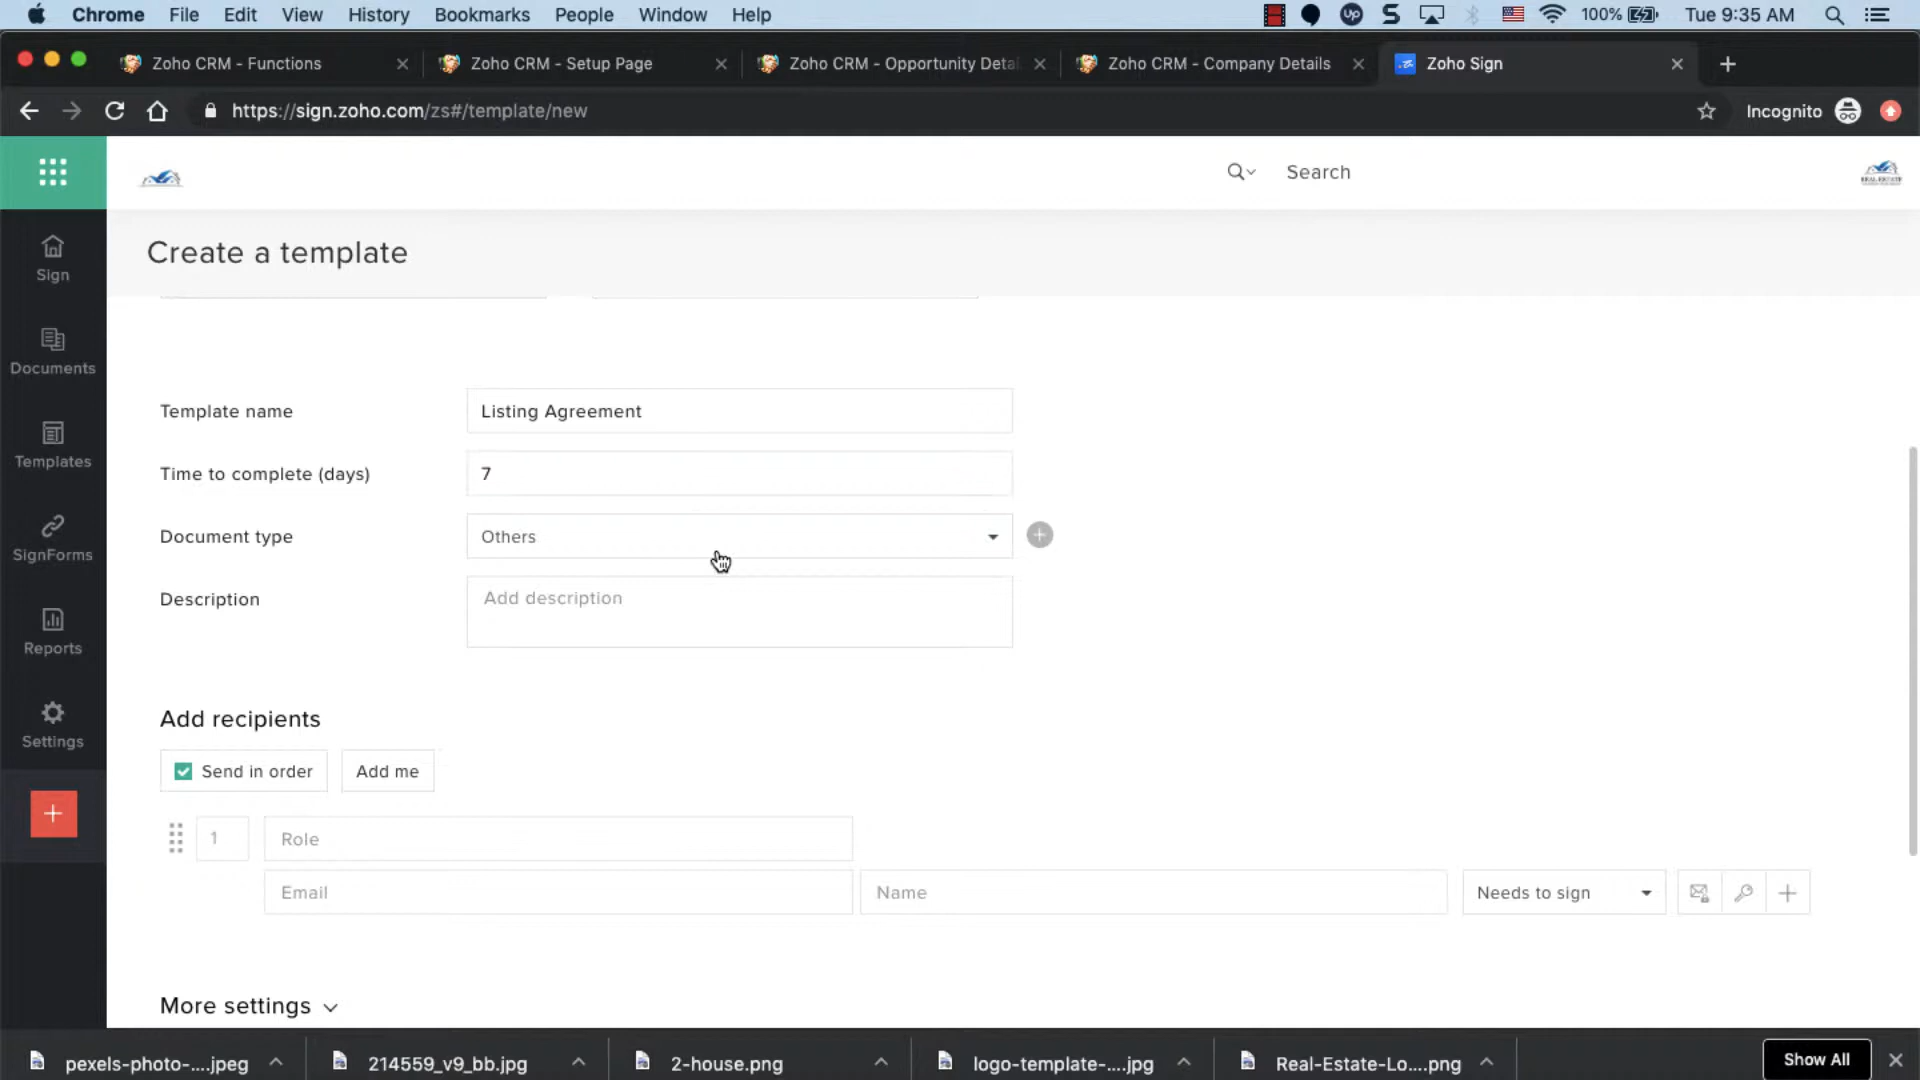 Chrome File Edit View History Bookmarks People Window Help 100% Tue 9:35 AM
Zoho CRM - Functions Zoho CRM - Setup Page Zoho CRM - Opportunity Detai Zoho CRM - Company Details Zoho Sign
https://sign.zoho.com/zs#/template/new Incognito
Search
REAL ESTATE
Create a template
Sign
Documents
Templates
SignForms
Reports
Settings
Template name Listing Agreement
Time to complete (days) 7
Document type Others
Description Add description
Add recipients
Send in order Add me
1 Role
Email Name Needs to sign
More settings
pexels-photo-....jpeg 214559_v9_bb.jpg 2-house.png logo-template-....jpg Real-Estate-Lo....png Show All